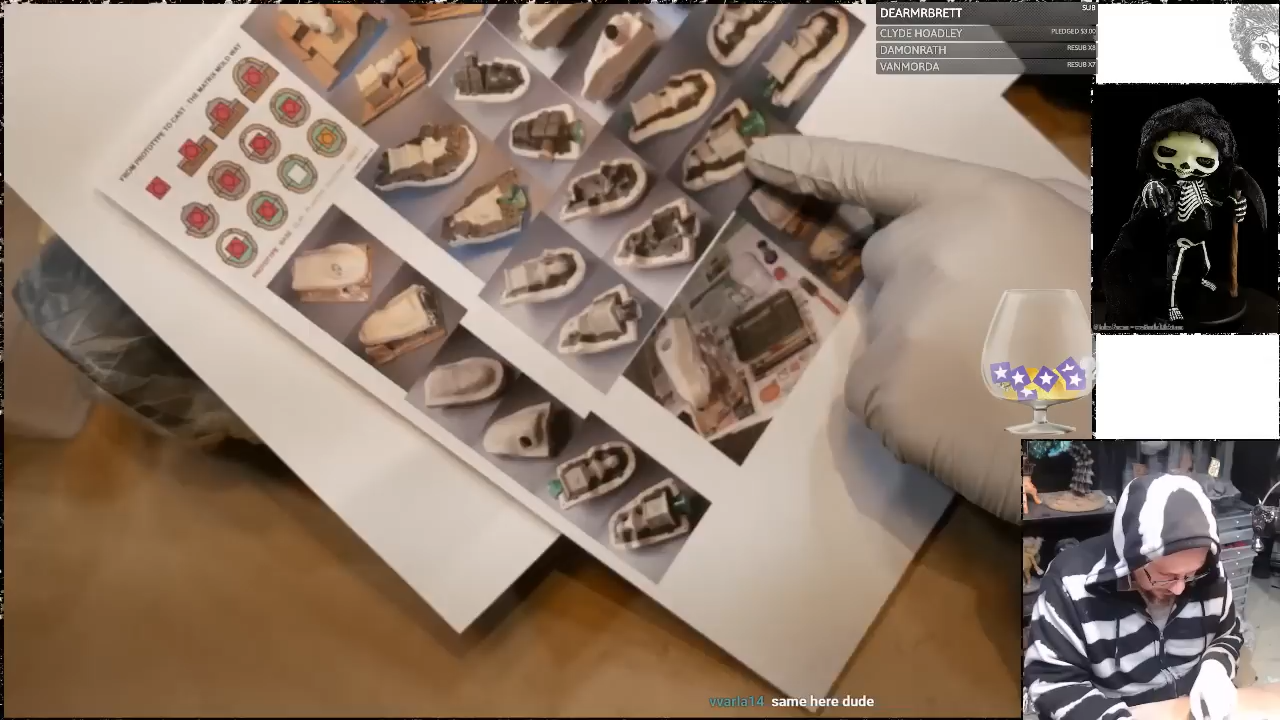 DEARMRBRETT SUB
CLYDE HOADLEY PLEDGED $3.00
DAMONRATH RESUB X8
VANMORDA RESUB X7
FROM PROTOTYPE TO CAST - THE MATRIX MOLD WAY
vvarla14 same here dude